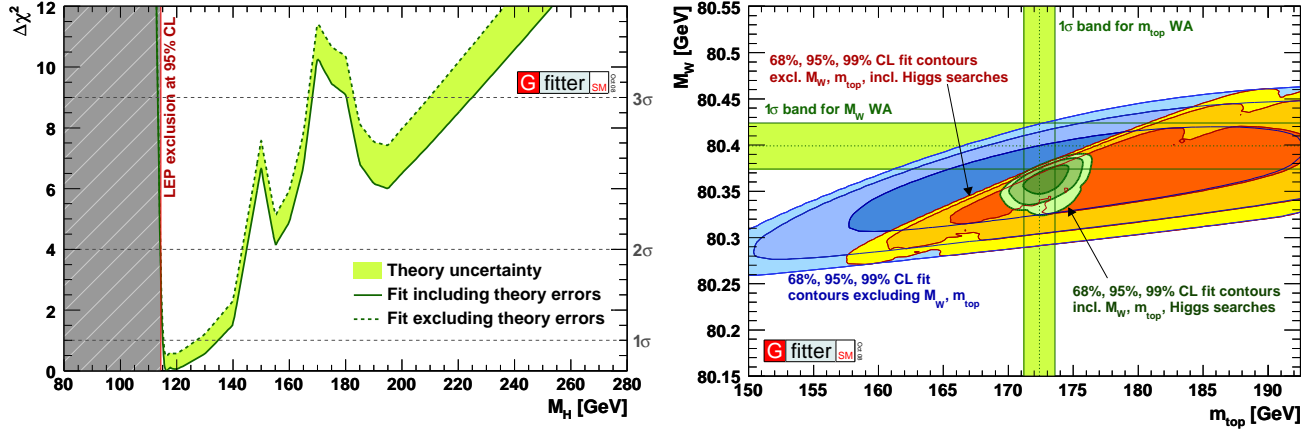 Δχ²
12
10
8
6
4
2
0
LEP exclusion at 95% CL
G fitter SM Oct 08
3σ
2σ
1σ
Theory uncertainty
Fit including theory errors
Fit excluding theory errors
80 100 120 140 160 180 200 220 240 260 280
M_H [GeV]
M_W [GeV]
80.55
80.5
80.45
80.4
80.35
80.3
80.25
80.2
80.15
1σ band for m_top WA
68%, 95%, 99% CL fit contours
excl. M_W, m_top, incl. Higgs searches
1σ band for M_W WA
68%, 95%, 99% CL fit
contours excluding M_W, m_top
68%, 95%, 99% CL fit contours
incl. M_W, m_top, Higgs searches
G fitter SM Oct 08
150 155 160 165 170 175 180 185 190
m_top [GeV]